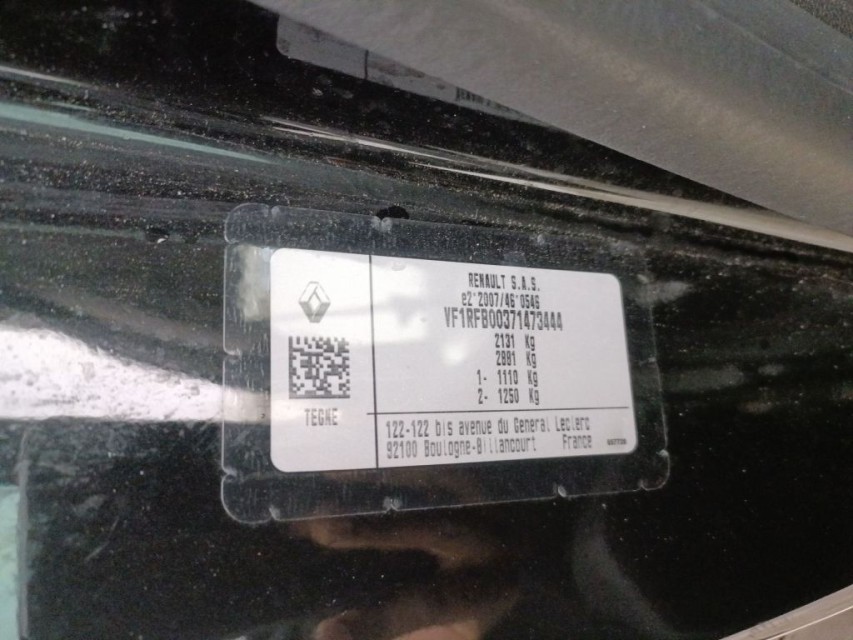 RENAULT S.A.S.
e2*2007/46*0546
VF1RFB00371473444
2131 Kg
2881 Kg
1- 1110 Kg
2- 1250 Kg
TEGKE
122-122 bis avenue du General Leclerc
92100 Boulogne-Billancourt France